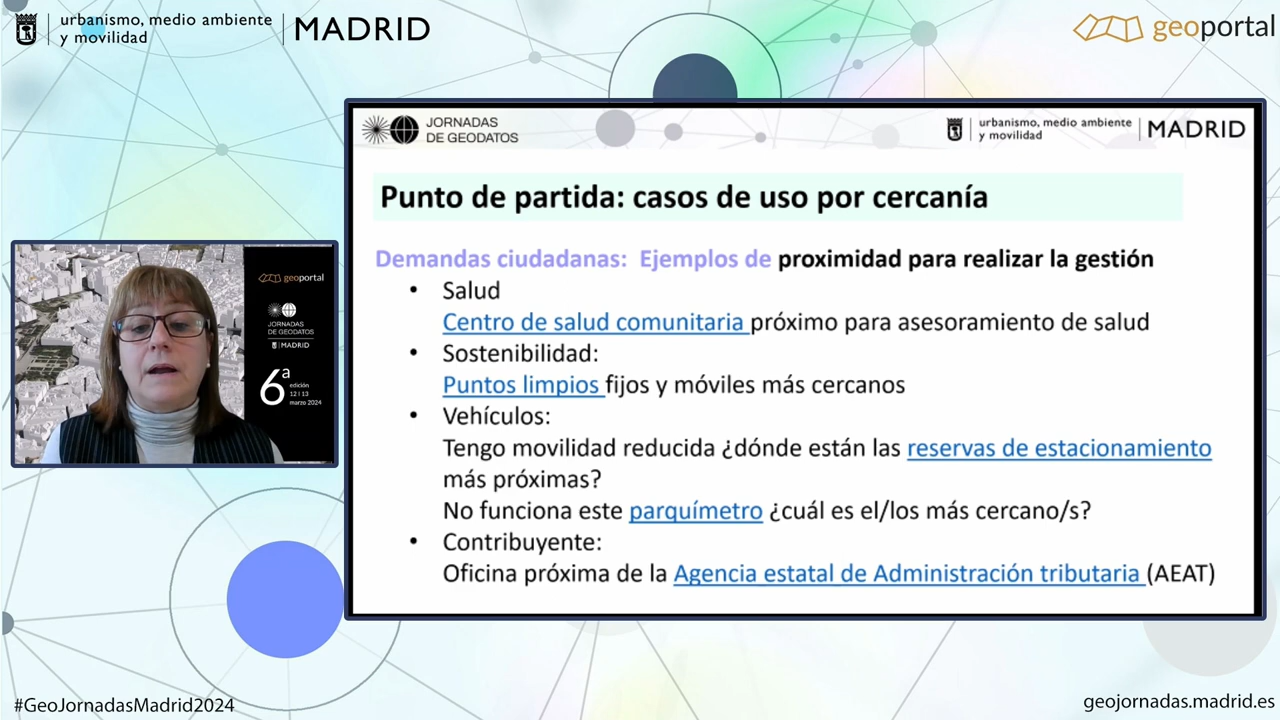 urbanismo, medio ambiente
y movilidad
MADRID
geoportal
JORNADAS
DE GEODATOS
urbanismo, medio ambiente
y movilidad
MADRID
Punto de partida: casos de uso por cercanía
Demandas ciudadanas: Ejemplos de proximidad para realizar la gestión
• Salud
Centro de salud comunitaria próximo para asesoramiento de salud
• Sostenibilidad:
Puntos limpios fijos y móviles más cercanos
• Vehículos:
Tengo movilidad reducida ¿dónde están las reservas de estacionamiento
más próximas?
No funciona este parquímetro ¿cuál es el/los más cercano/s?
• Contribuyente:
Oficina próxima de la Agencia estatal de Administración tributaria (AEAT)
geoportal
JORNADAS
DE GEODATOS
MADRID
6ª
edición
12 I 13
marzo 2024
#GeoJornadasMadrid2024
geojornadas.madrid.es